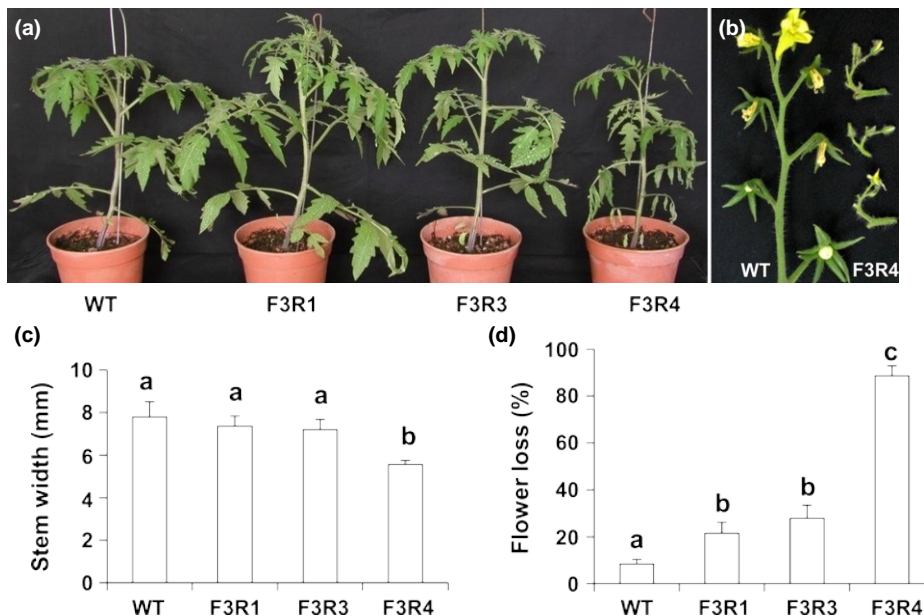 (a)
(b)
WT
F3R4
WT
F3R1
F3R3
F3R4
(c)
Stem width (mm)
10
8
6
4
2
0
a
a
a
b
WT
F3R1
F3R3
F3R4
(d)
Flower loss (%)
100
80
60
40
20
0
a
b
b
c
WT
F3R1
F3R3
F3R4